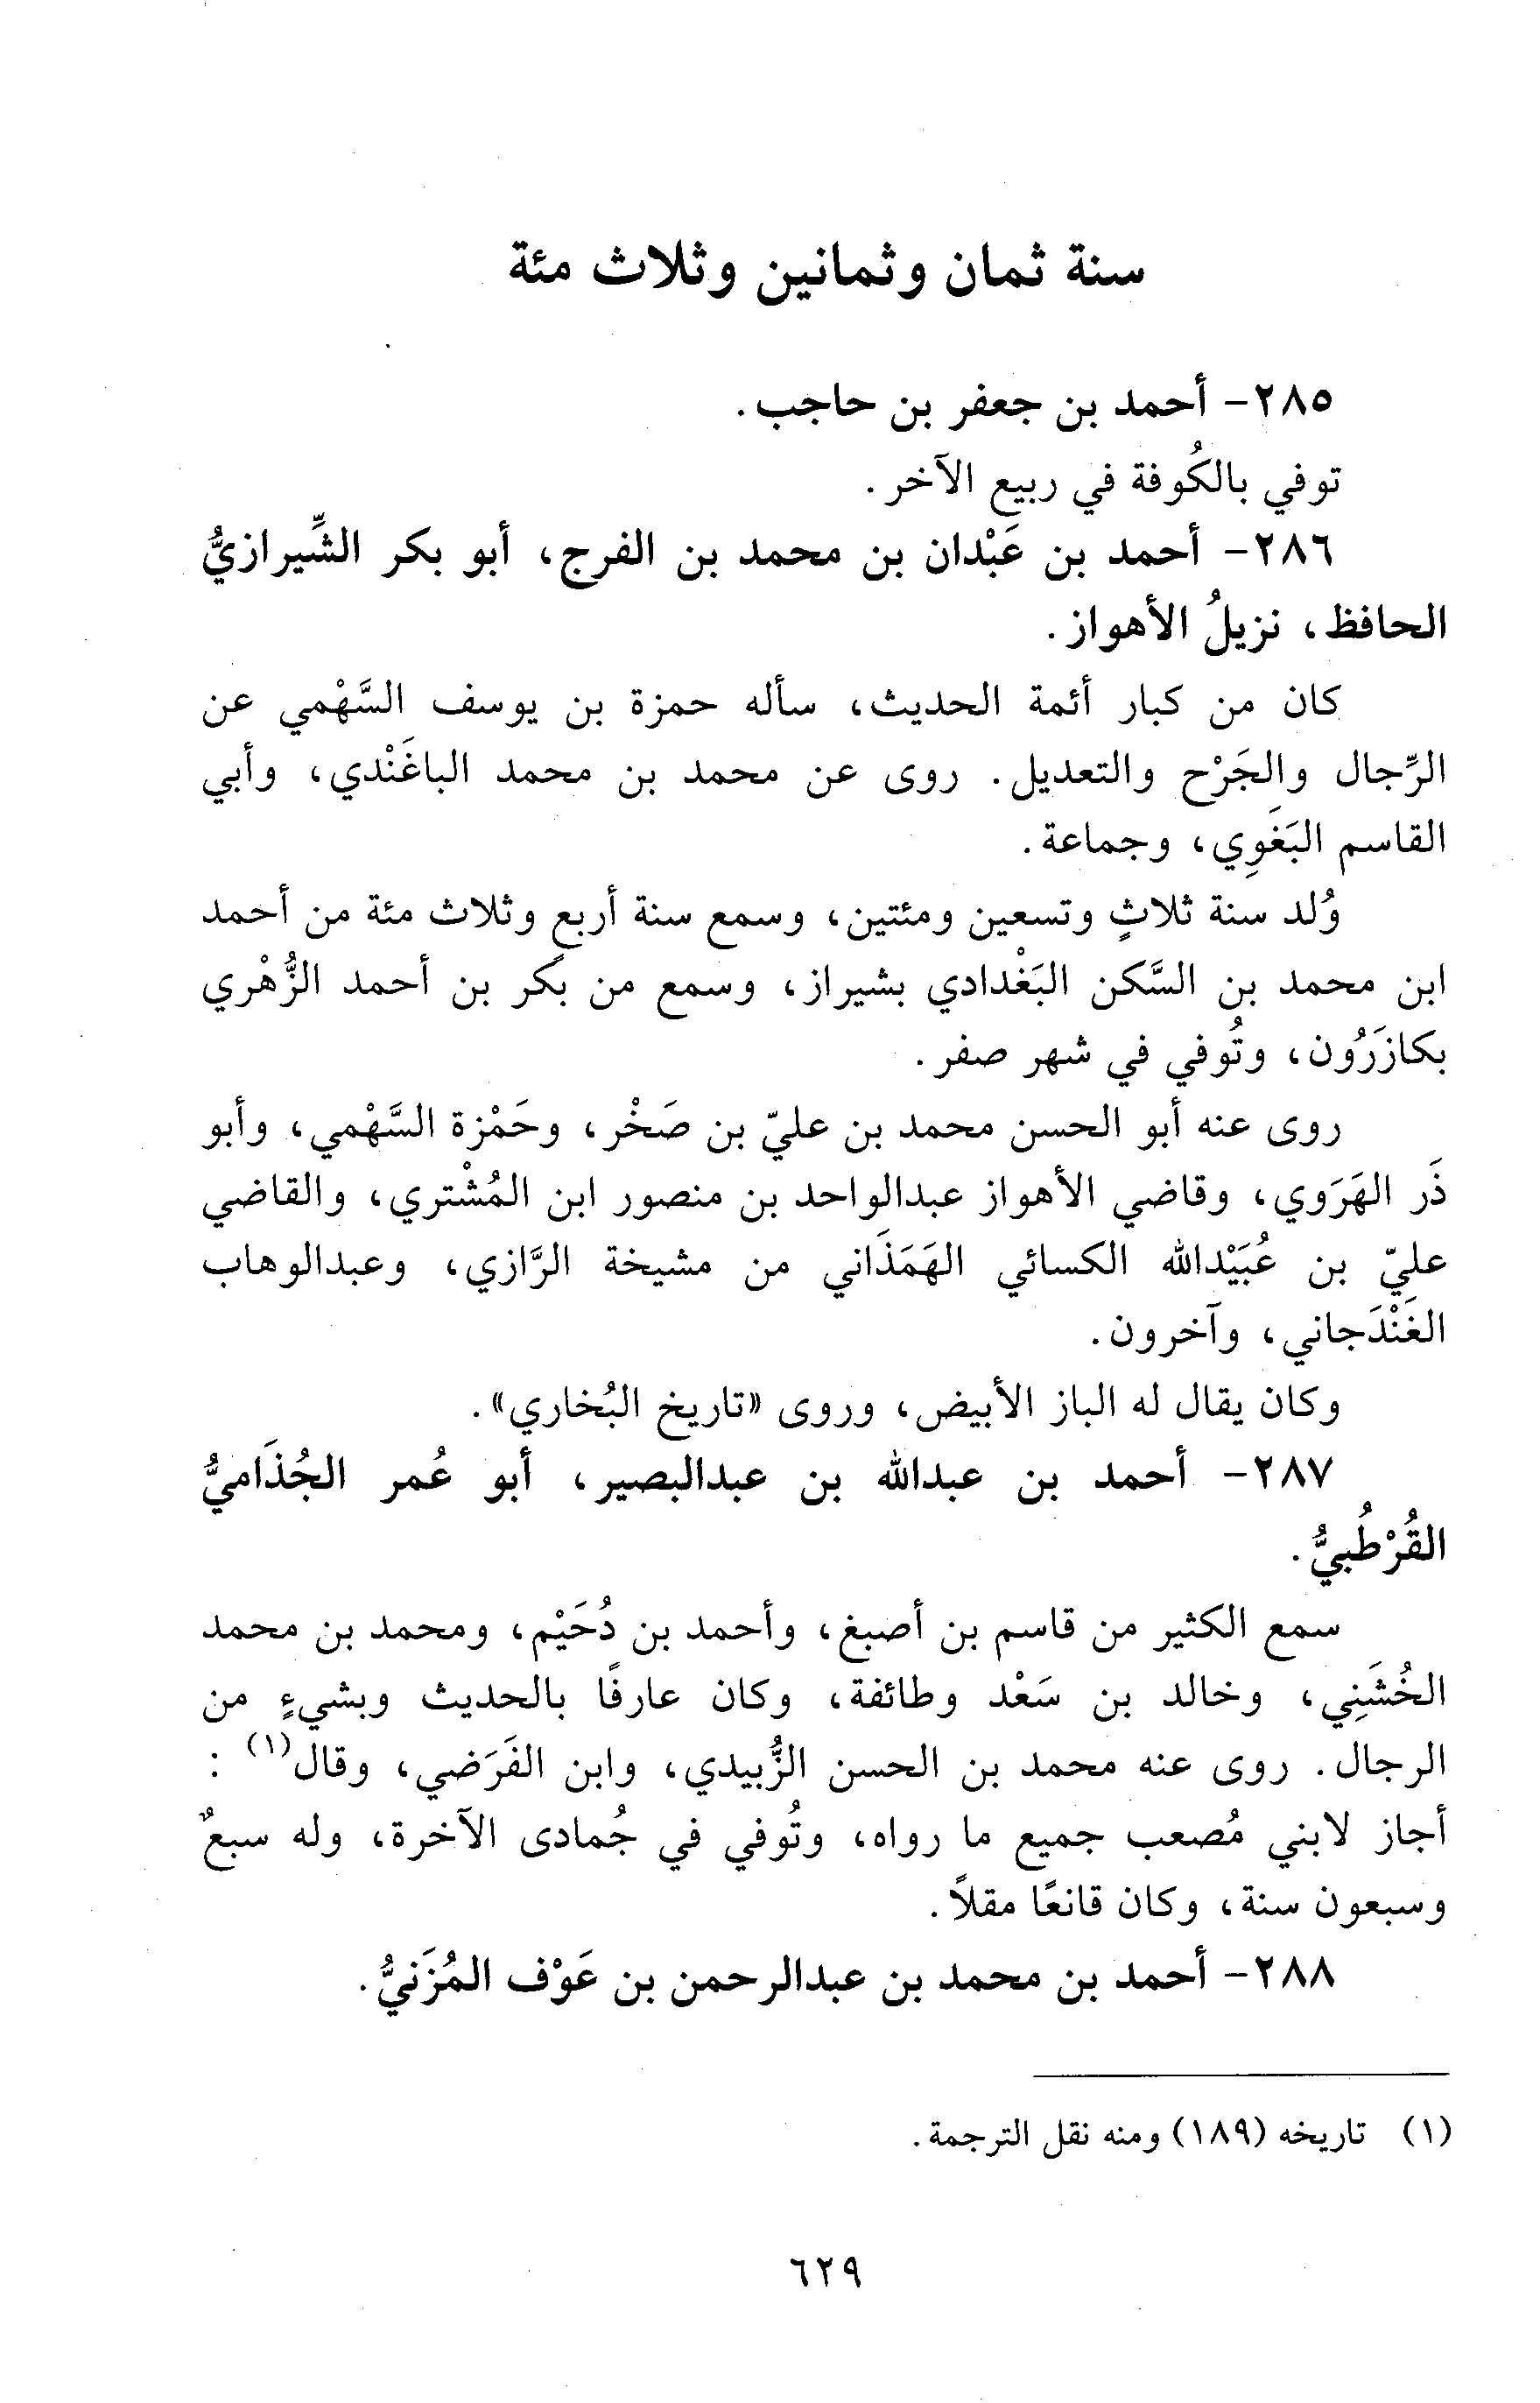 سنة ثمان وثمانين وثلاث مئة
٢٨٥- أحمد بن جعفر بن حاجب.
توفي بالكُوفة في ربيع الآخر.
٢٨٦- أحمد بن عَبْدان بن محمد بن الفرج، أبو بكر الشِّيرازيُّ
الحافظ، نزيلُ الأهواز.
كان من كبار أئمة الحديث، سأله حمزة بن يوسف السَّهْمي عن
الرِّجال والجَرْح والتعديل. روى عن محمد بن محمد الباغَنْدي، وأبي
القاسم البَغَوِي، وجماعة.
وُلد سنة ثلاثٍ وتسعين ومئتين، وسمع سنة أربعٍ وثلاث مئة من أحمد
ابن محمد بن السَّكن البَغْدادي بشيراز، وسمع من بكر بن أحمد الزُّهْري
بكازَرُون، وتُوفي في شهر صفر.
روى عنه أبو الحسن محمد بن عليّ بن صَخْر، وحَمْزة السَّهْمي، وأبو
ذَر الهَرَوي، وقاضي الأهواز عبدالواحد بن منصور ابن المُشْتري، والقاضي
عليّ بن عُبَيْدالله الكسائي الهَمَذَاني من مشيخة الرَّازي، وعبدالوهاب
الغَنْدَجاني، وآخرون.
وكان يقال له الباز الأبيض، وروى «تاريخ البُخاري».
٢٨٧- أحمد بن عبدالله بن عبدالبصير، أبو عُمر الجُذَاميُّ
القُرْطُبيُّ.
سمع الكثير من قاسم بن أصبغ، وأحمد بن دُحَيْم، ومحمد بن محمد
الخُشَنِي، وخالد بن سَعْد وطائفة، وكان عارفًا بالحديث وبشيءٍ من
الرجال. روى عنه محمد بن الحسن الزُّبيدي، وابن الفَرَضي، وقال(١) :
أجاز لابني مُصعب جميع ما رواه، وتُوفي في جُمادى الآخرة، وله سبعٌ
وسبعون سنة، وكان قانعًا مقلاً.
٢٨٨- أحمد بن محمد بن عبدالرحمن بن عَوْف المُزَنيُّ.
(١) تاريخه (١٨٩) ومنه نقل الترجمة.
٦٢٩